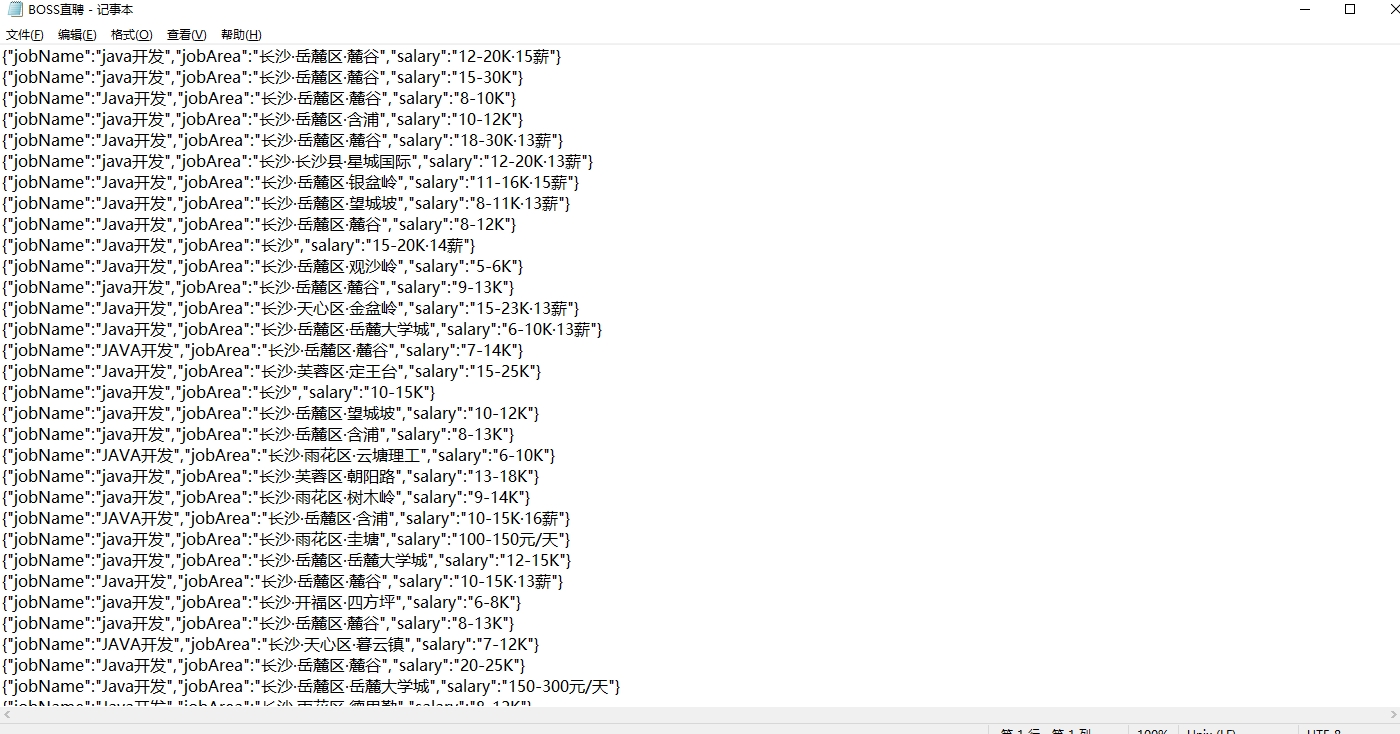 BOSS直聘 - 记事本
文件(F) 编辑(E) 格式(O) 查看(V) 帮助(H)
{"jobName":"java开发","jobArea":"长沙·岳麓区·麓谷","salary":"12-20K·15薪"}
{"jobName":"java开发","jobArea":"长沙·岳麓区·麓谷","salary":"15-30K"}
{"jobName":"Java开发","jobArea":"长沙·岳麓区·麓谷","salary":"8-10K"}
{"jobName":"java开发","jobArea":"长沙·岳麓区·含浦","salary":"10-12K"}
{"jobName":"Java开发","jobArea":"长沙·岳麓区·麓谷","salary":"18-30K·13薪"}
{"jobName":"java开发","jobArea":"长沙·长沙县·星城国际","salary":"12-20K·13薪"}
{"jobName":"Java开发","jobArea":"长沙·岳麓区·银盆岭","salary":"11-16K·15薪"}
{"jobName":"Java开发","jobArea":"长沙·岳麓区·望城坡","salary":"8-11K·13薪"}
{"jobName":"Java开发","jobArea":"长沙·岳麓区·麓谷","salary":"8-12K"}
{"jobName":"Java开发","jobArea":"长沙","salary":"15-20K·14薪"}
{"jobName":"Java开发","jobArea":"长沙·岳麓区·观沙岭","salary":"5-6K"}
{"jobName":"java开发","jobArea":"长沙·岳麓区·麓谷","salary":"9-13K"}
{"jobName":"Java开发","jobArea":"长沙·天心区·金盆岭","salary":"15-23K·13薪"}
{"jobName":"Java开发","jobArea":"长沙·岳麓区·岳麓大学城","salary":"6-10K·13薪"}
{"jobName":"JAVA开发","jobArea":"长沙·岳麓区·麓谷","salary":"7-14K"}
{"jobName":"Java开发","jobArea":"长沙·芙蓉区·定王台","salary":"15-25K"}
{"jobName":"java开发","jobArea":"长沙","salary":"10-15K"}
{"jobName":"java开发","jobArea":"长沙·岳麓区·望城坡","salary":"10-12K"}
{"jobName":"java开发","jobArea":"长沙·岳麓区·含浦","salary":"8-13K"}
{"jobName":"JAVA开发","jobArea":"长沙·雨花区·云塘理工","salary":"6-10K"}
{"jobName":"java开发","jobArea":"长沙·芙蓉区·朝阳路","salary":"13-18K"}
{"jobName":"java开发","jobArea":"长沙·雨花区·树木岭","salary":"9-14K"}
{"jobName":"JAVA开发","jobArea":"长沙·岳麓区·含浦","salary":"10-15K·16薪"}
{"jobName":"java开发","jobArea":"长沙·雨花区·圭塘","salary":"100-150元/天"}
{"jobName":"java开发","jobArea":"长沙·岳麓区·岳麓大学城","salary":"12-15K"}
{"jobName":"java开发","jobArea":"长沙·岳麓区·麓谷","salary":"10-15K·13薪"}
{"jobName":"java开发","jobArea":"长沙·开福区·四方坪","salary":"6-8K"}
{"jobName":"java开发","jobArea":"长沙·岳麓区·麓谷","salary":"8-13K"}
{"jobName":"JAVA开发","jobArea":"长沙·天心区·暮云镇","salary":"7-12K"}
{"jobName":"Java开发","jobArea":"长沙·岳麓区·麓谷","salary":"20-25K"}
{"jobName":"Java开发","jobArea":"长沙·岳麓区·岳麓大学城","salary":"150-300元/天"}
{"jobName":"Java开发","jobArea":"长沙·雨花区·德思勤","salary":"8-12K"}
第 1 行，第 1 列 100% Unix (LF) UTF-8